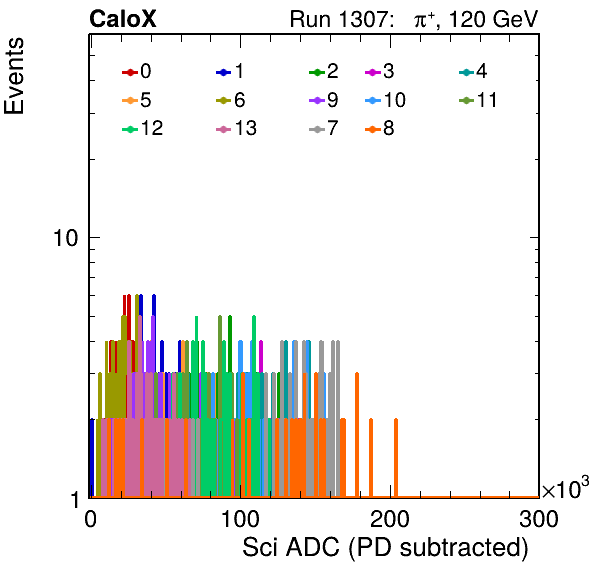 CaloX Run 1307: π⁺, 120 GeV
Events
0 1 2 3 4
5 6 9 10 11
12 13 7 8
10
1
0 100 200 300
×10³
Sci ADC (PD subtracted)